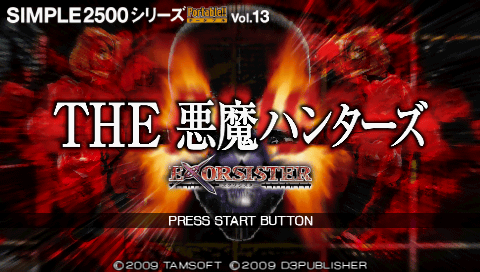 SIMPLE2500シリーズ Portable!! Vol.13
THE 悪魔ハンターズ
EXORSISTER
PRESS START BUTTON
©2009 TAMSOFT ©2009 D3PUBLISHER